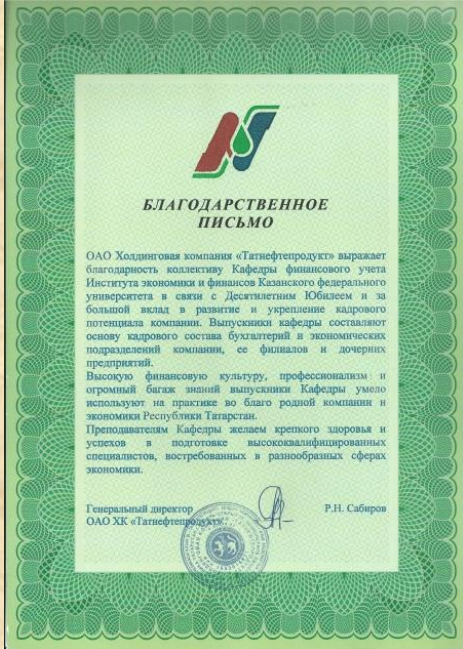 БЛАГОДАРСТВЕННОЕ
ПИСЬМО
ОАО Холдинговая компания «Татнефтепродукт» выражает
благодарность коллективу Кафедры финансового учета
Института экономики и финансов Казанского федерального
университета в связи с Десятилетним Юбилеем и за
большой вклад в развитие и укрепление кадрового
потенциала компании. Выпускники кафедры составляют
основу кадрового состава бухгалтерий и экономических
подразделений компании, ее филиалов и дочерних
предприятий.
Высокую финансовую культуру, профессионализм и
огромный багаж знаний выпускники Кафедры умело
используют на практике во благо родной компании и
экономики Республики Татарстан.
Преподавателям Кафедры желаем крепкого здоровья и
успехов в подготовке высококвалифицированных
специалистов, востребованных в разнообразных сферах
экономики.
Генеральный директор Р.Н. Сабиров
ОАО ХК «Татнефтепродукт»